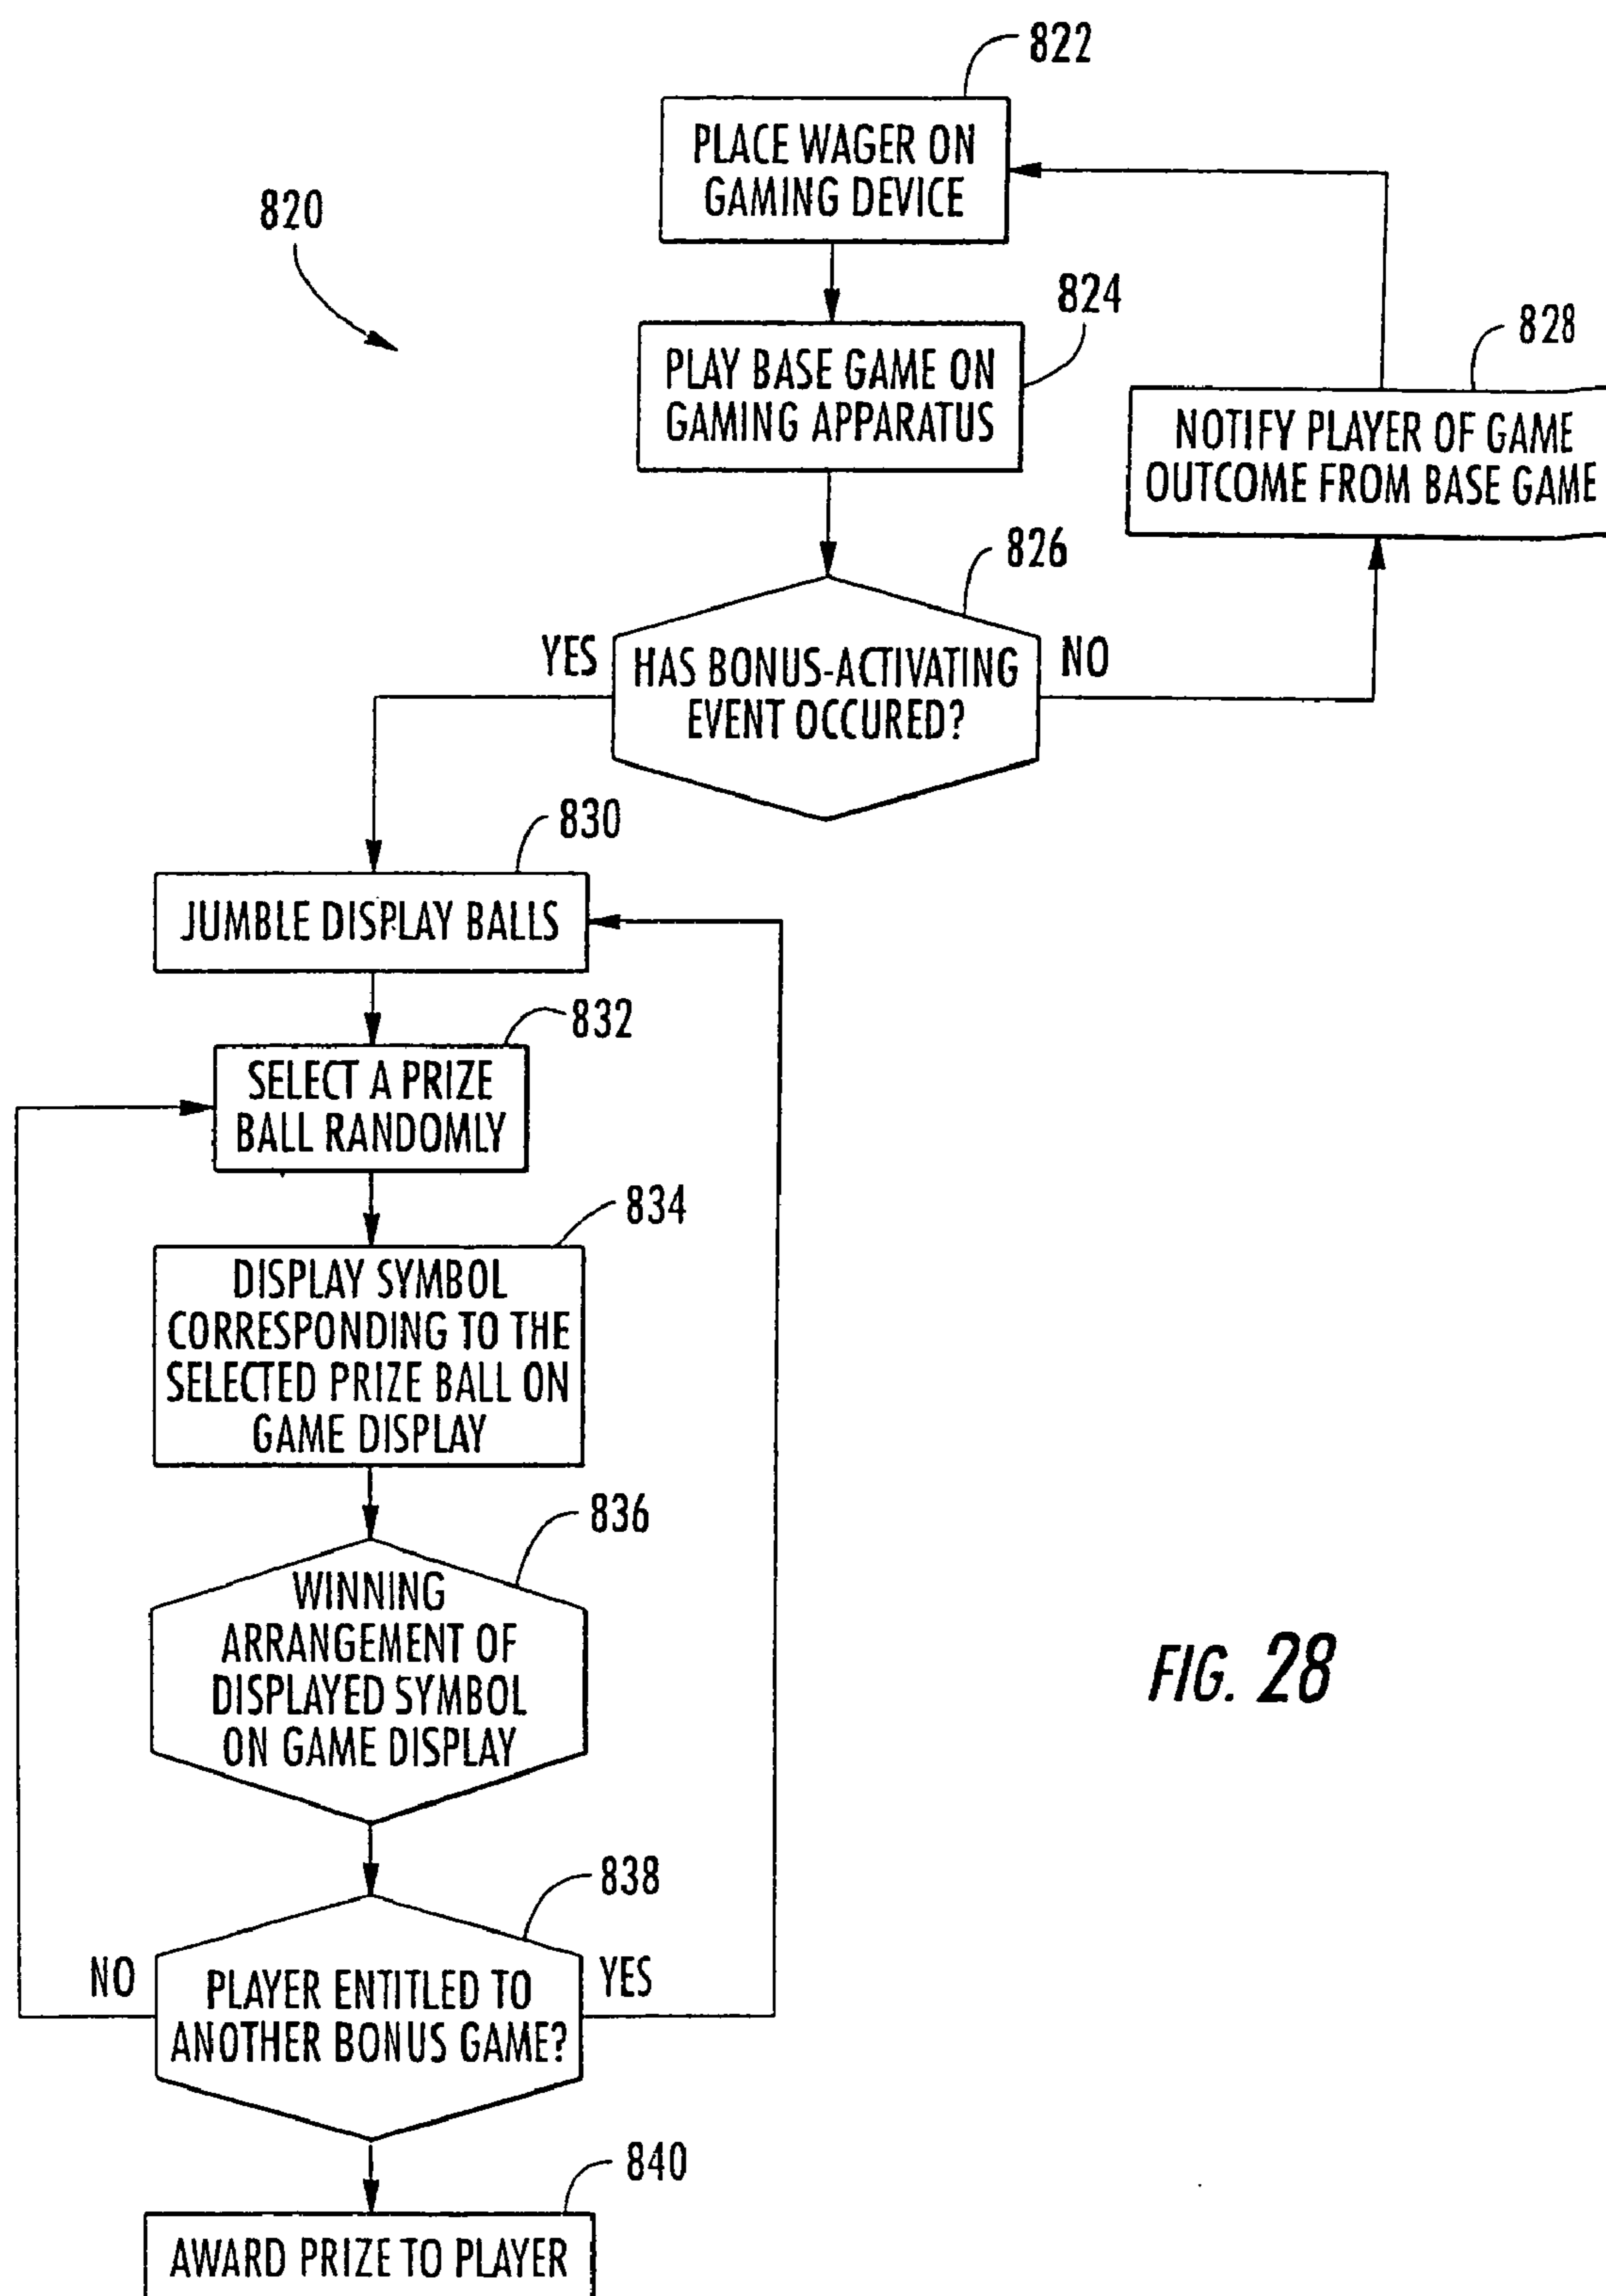 822
PLACE WAGER ON
GAMING DEVICE
820
824
PLAY BASE GAME ON
GAMING APPARATUS
828
NOTIFY PLAYER OF GAME
OUTCOME FROM BASE GAME
826
YES
HAS BONUS-ACTIVATING
EVENT OCCURED?
NO
830
JUMBLE DISPLAY BALLS
832
SELECT A PRIZE
BALL RANDOMLY
834
DISPLAY SYMBOL
CORRESPONDING TO THE
SELECTED PRIZE BALL ON
GAME DISPLAY
836
WINNING
ARRANGEMENT OF
DISPLAYED SYMBOL
ON GAME DISPLAY
FIG. 28
838
NO
PLAYER ENTITLED TO
ANOTHER BONUS GAME?
YES
840
AWARD PRIZE TO PLAYER